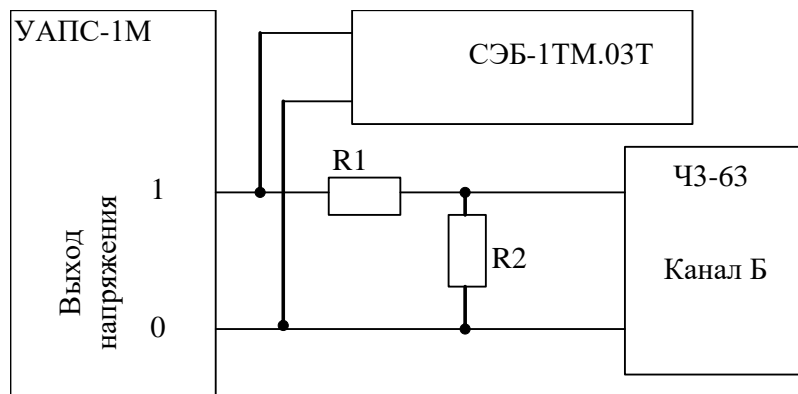 УАПС-1М
СЭБ-1ТМ.03Т
R1
1
Ч3-63
R2
Канал Б
Выход
напряжения
0